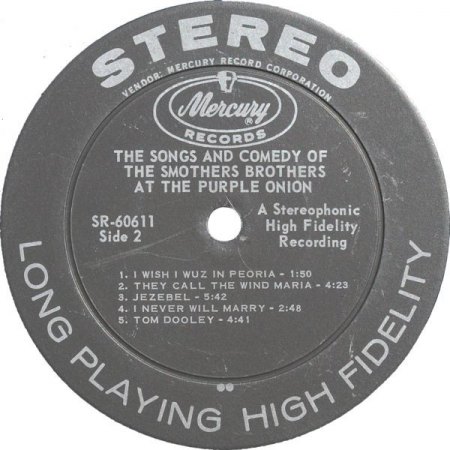 STEREO
VENDOR: MERCURY RECORD CORPORATION
Mercury ®
RECORDS
THE SONGS AND COMEDY OF
THE SMOTHERS BROTHERS
AT THE PURPLE ONION
SR-60611
Side 2
A Stereophonic
High Fidelity
Recording
1. I WISH I WUZ IN PEORIA - 1:50
2. THEY CALL THE WIND MARIA - 4:23
3. JEZEBEL - 5:42
4. I NEVER WILL MARRY - 2:48
5. TOM DOOLEY - 4:41
LONG PLAYING HIGH FIDELITY